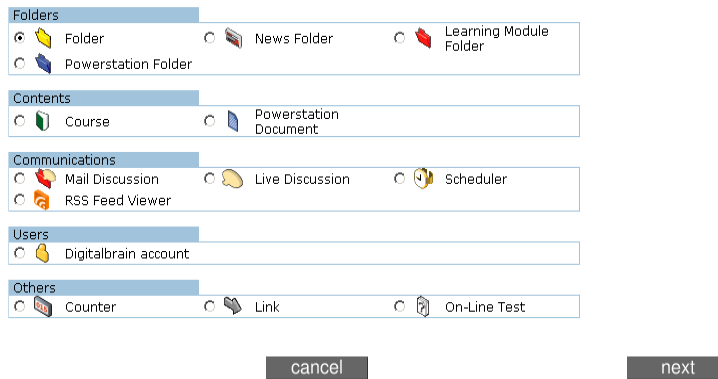 Folders
Folder
News Folder
Learning Module
Folder
Powerstation Folder
Contents
Course
Powerstation
Document
Communications
Mail Discussion
Live Discussion
Scheduler
RSS Feed Viewer
Users
Digitalbrain account
Others
Counter
Link
On-Line Test
cancel
next